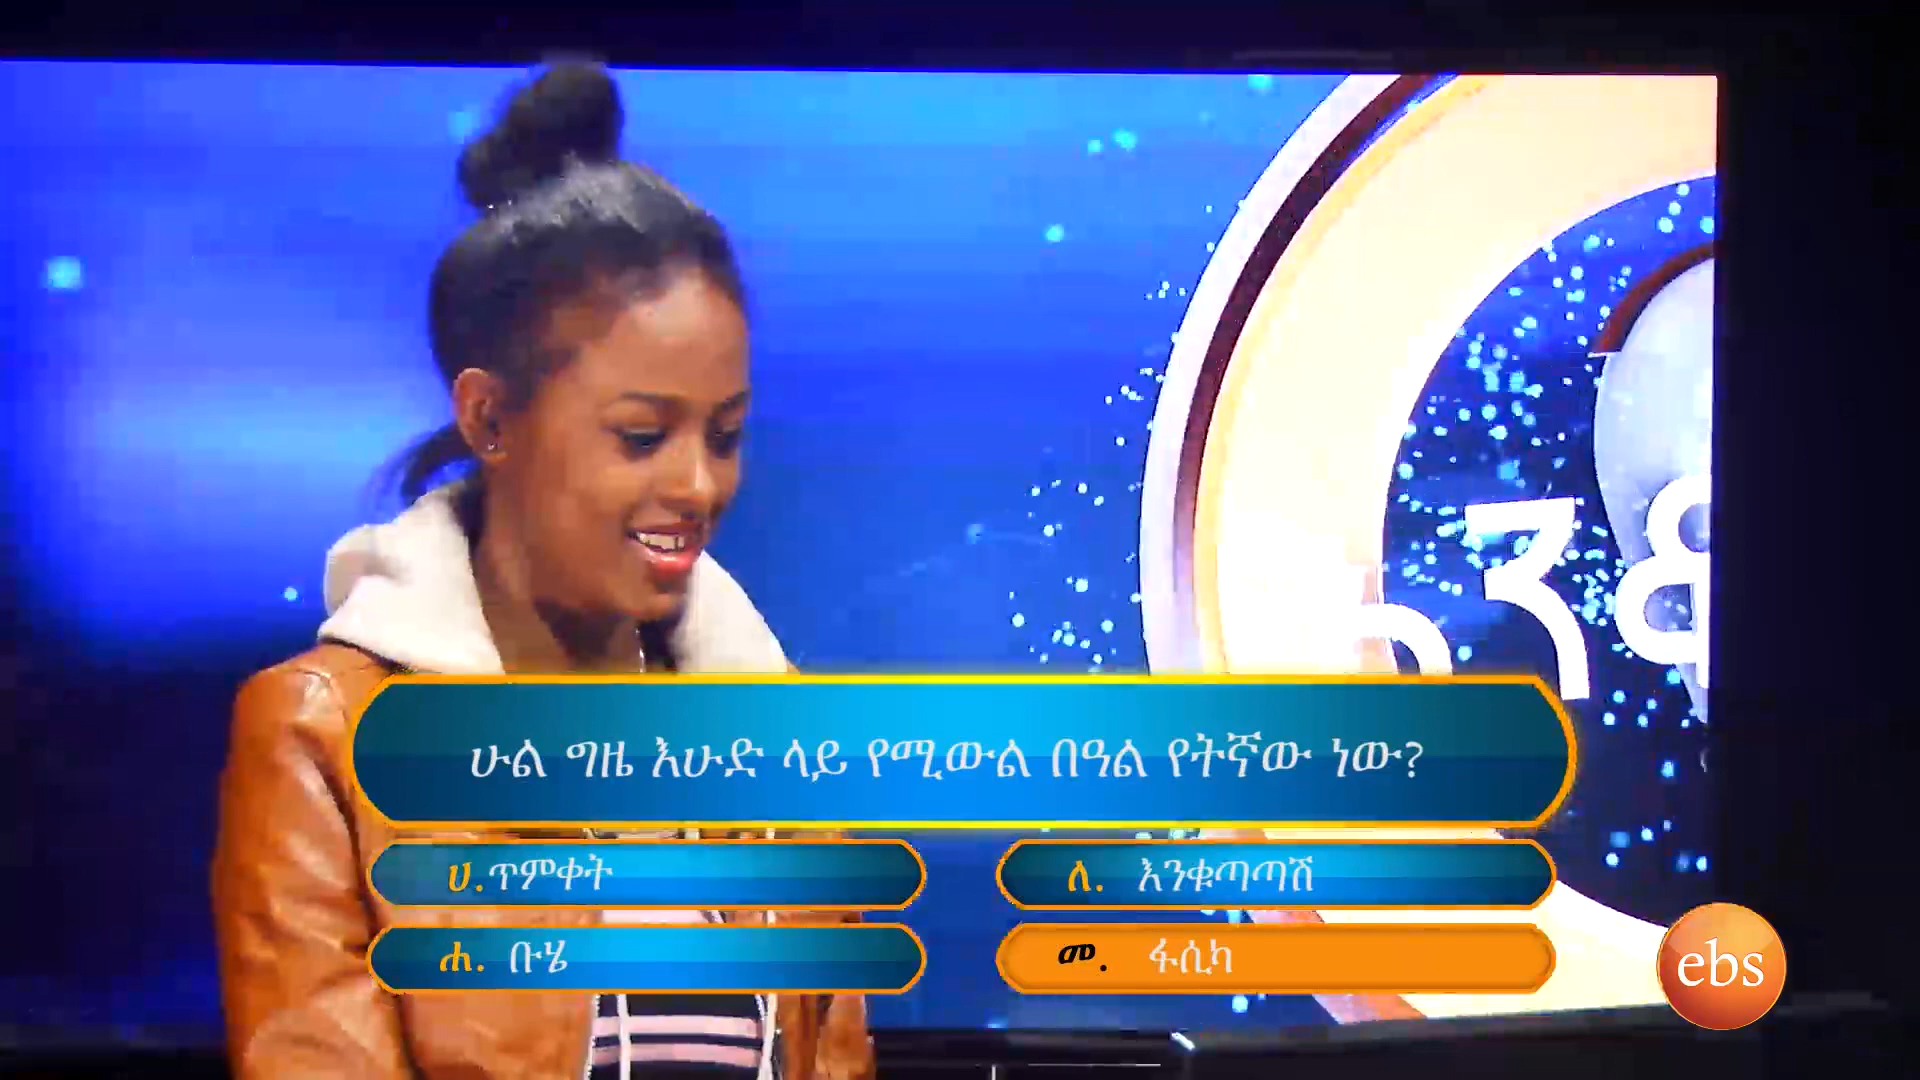 ሁል ግዜ እሁድ ላይ የሚውል በዓል የትኛው ነው?
ሀ.ጥምቀት
ለ. እንቁጣጣሽ
ሐ. ቡሄ
መ. ፋሲካ
ebs